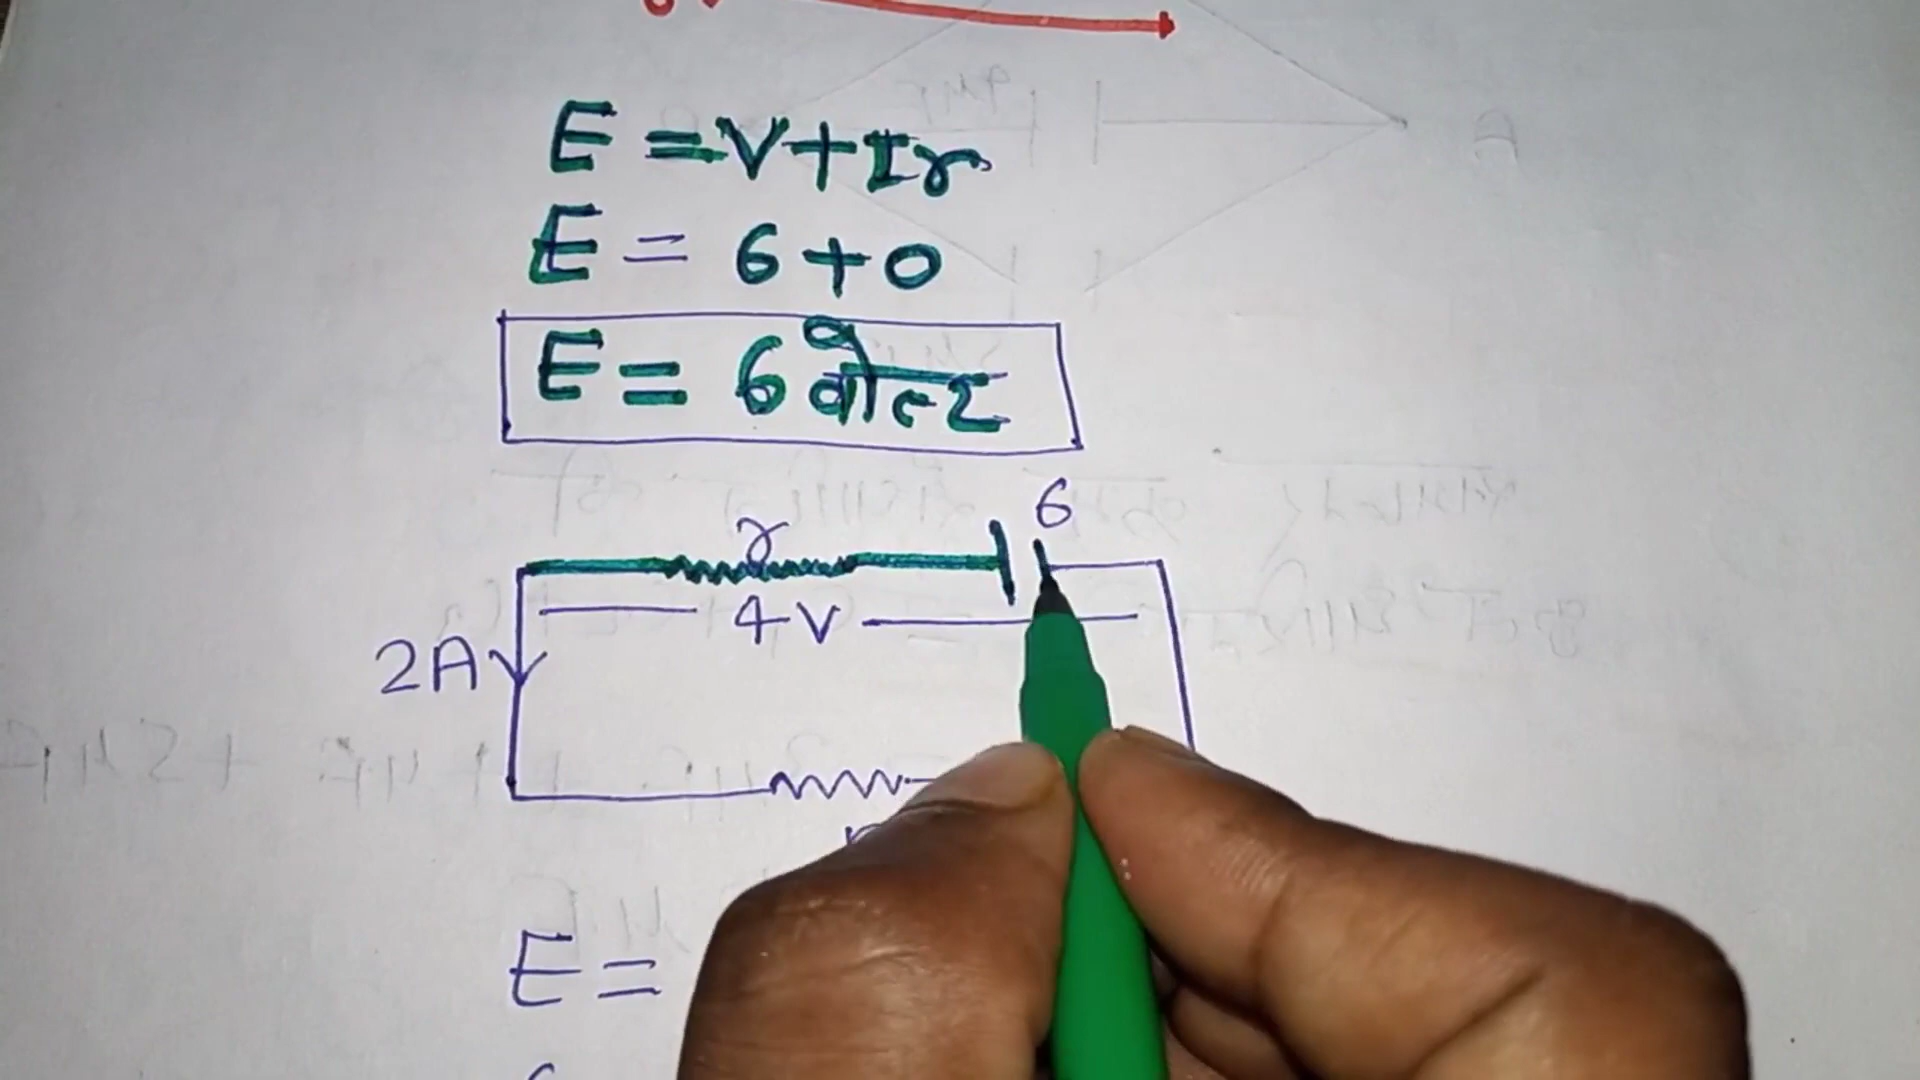 E = V + Ir
E = 6 + 0
E = 6 वोल्ट
6
r
4V
2A
E =